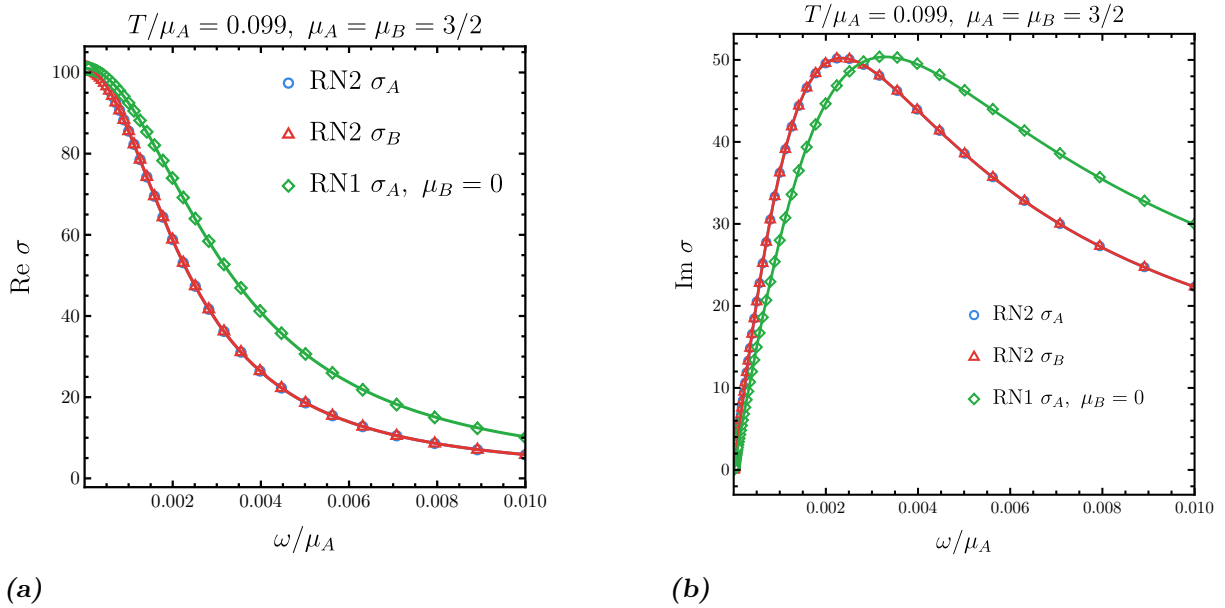 T/μ_A = 0.099, μ_A = μ_B = 3/2
Re σ
100
80
60
40
20
0
RN2 σ_A
RN2 σ_B
RN1 σ_A, μ_B = 0
0.002
0.004
0.006
0.008
0.010
ω/μ_A
(a)
T/μ_A = 0.099, μ_A = μ_B = 3/2
Im σ
50
40
30
20
10
0
RN2 σ_A
RN2 σ_B
RN1 σ_A, μ_B = 0
0.002
0.004
0.006
0.008
0.010
ω/μ_A
(b)